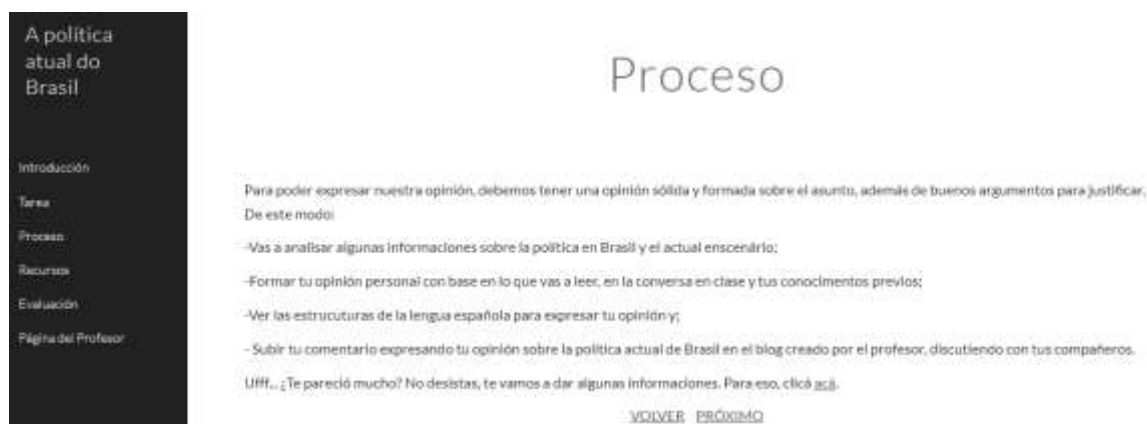 A política
atual do
Brasil
Introducción
Tarea
Proceso
Recursos
Evaluación
Página del Profesor
Proceso
Para poder expresar nuestra opinión, debemos tener una opinión sólida y formada sobre el asunto, además de buenos argumentos para justificar.
De este modo:
-Vas a analisar algunas informaciones sobre la política en Brasil y el actual enscenário;
-Formar tu opinión personal con base en lo que vas a leer, en la conversa en clase y tus conocimentos previos;
-Ver las estrucuturas de la lengua española para expresar tu opinión y;
- Subir tu comentario expresando tu opinión sobre la política actual de Brasil en el blog creado por el profesor, discutiendo con tus compañeros.
Ufff... ¿Te pareció mucho? No desistas, te vamos a dar algunas informaciones. Para eso, clicá acá.
VOLVER PRÓXIMO